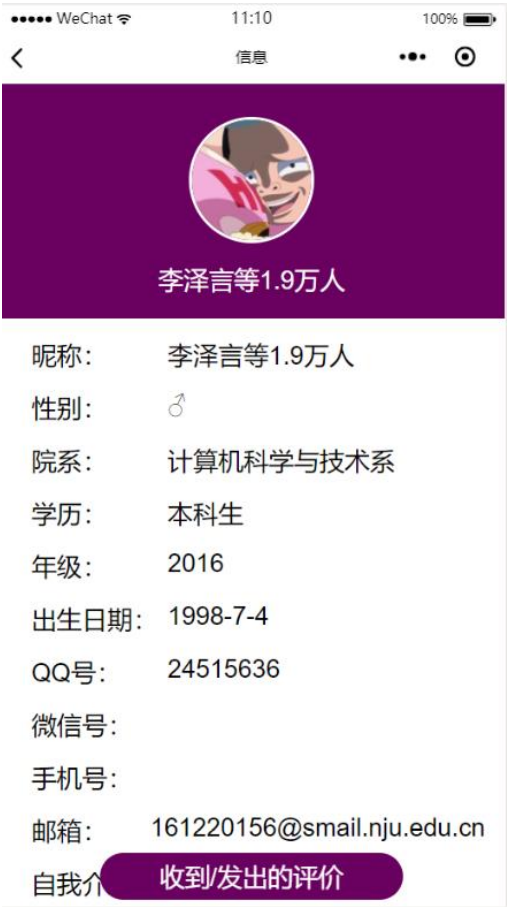 WeChat 11:10 100%
信息
李泽言等1.9万人
昵称： 李泽言等1.9万人
性别： ♂
院系： 计算机科学与技术系
学历： 本科生
年级： 2016
出生日期： 1998-7-4
QQ号： 24515636
微信号：
手机号：
邮箱： 161220156@smail.nju.edu.cn
自我介
收到/发出的评价